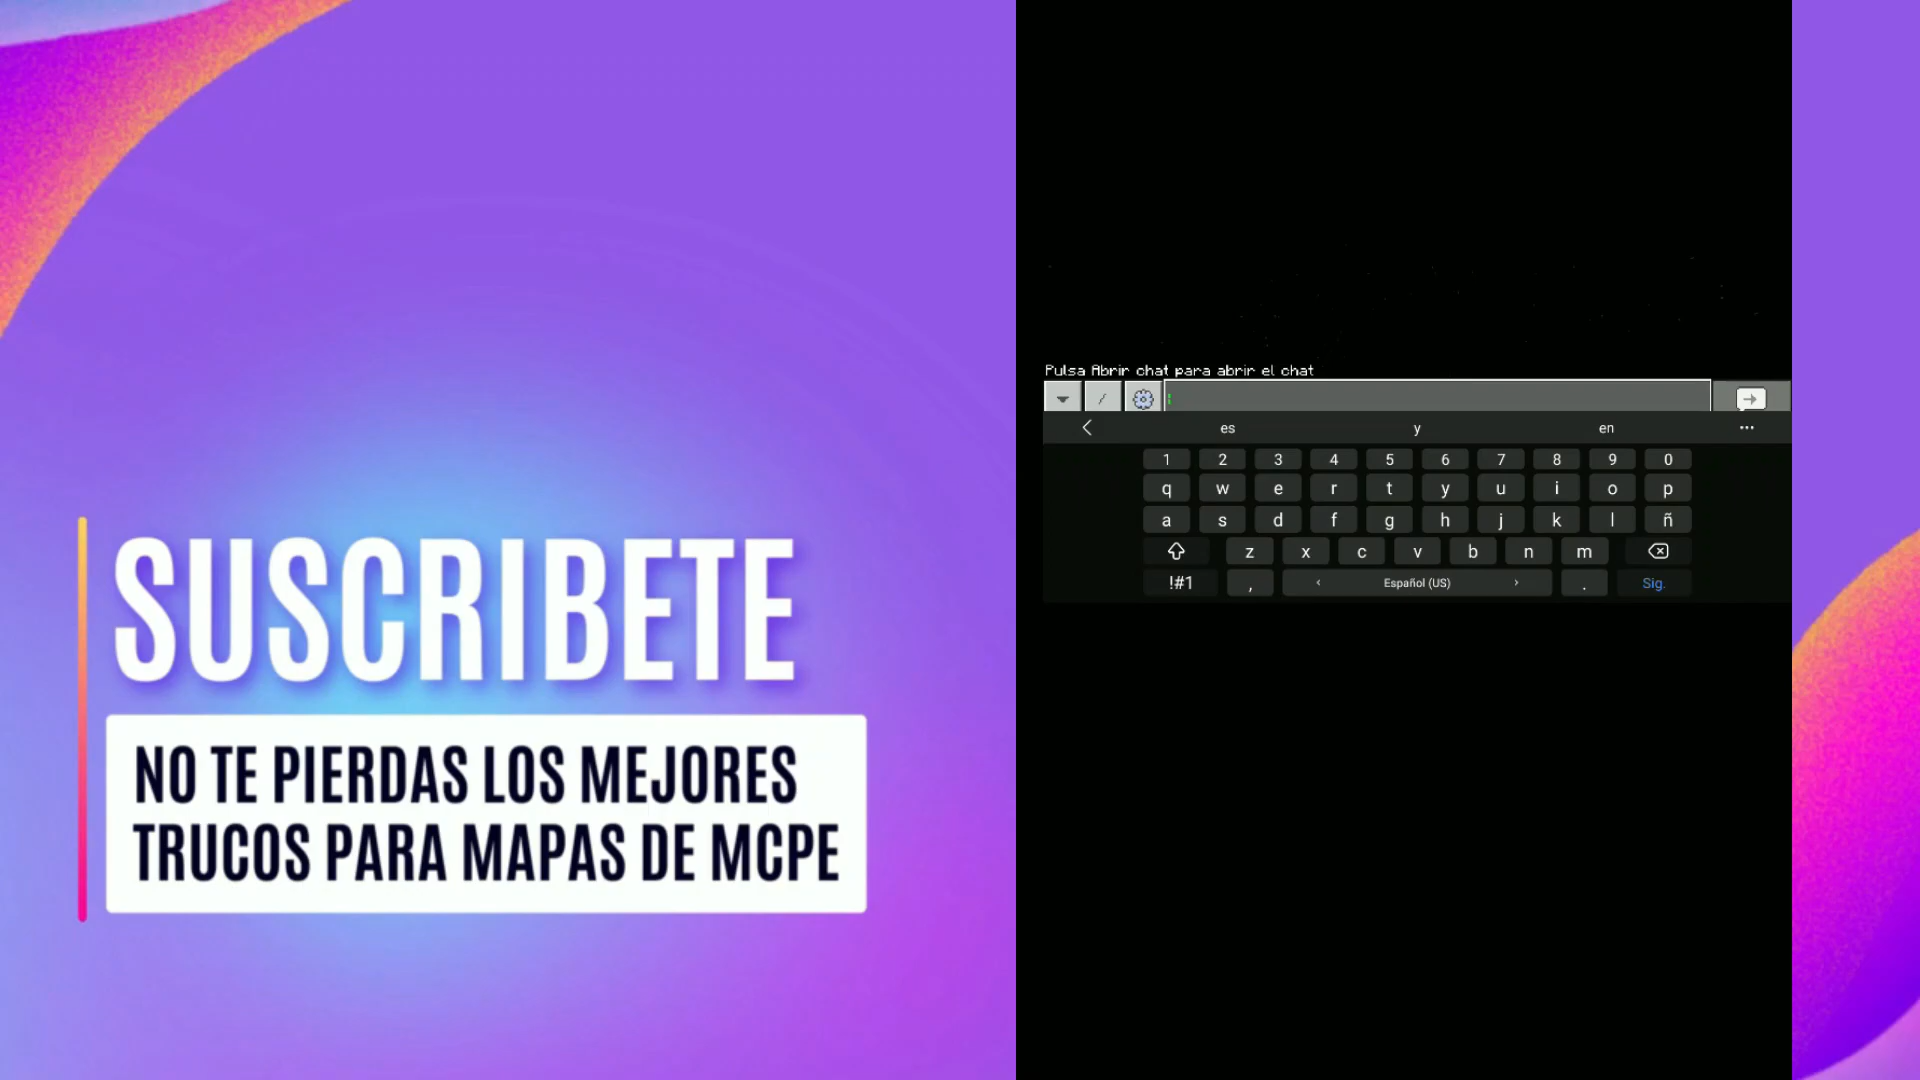 SUSCRIBETE
NO TE PIERDAS LOS MEJORES
TRUCOS PARA MAPAS DE MCPE
Pulsa Abrir chat para abrir el chat
/
es y en ...
1 2 3 4 5 6 7 8 9 0
q w e r t y u i o p
a s d f g h j k l ñ
z x c v b n m
!#1 , Español (US) . Sig.